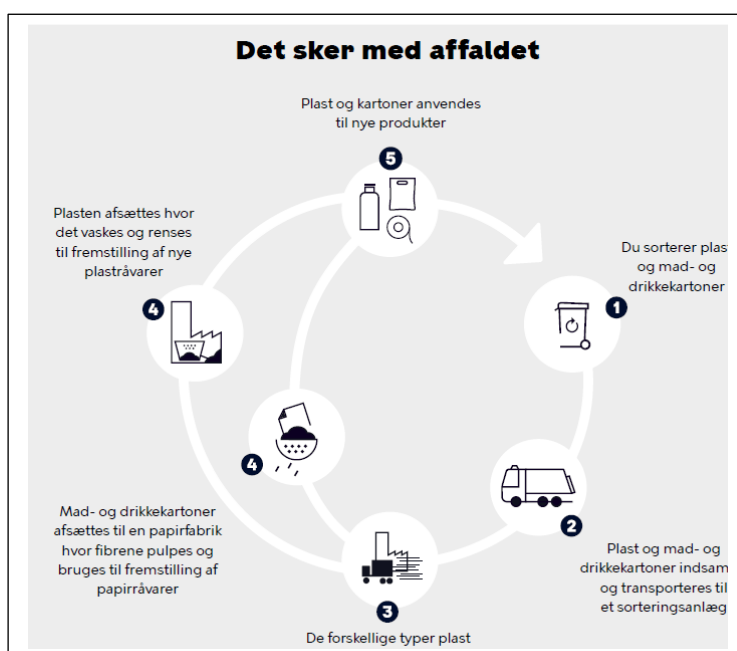 Det sker med affaldet
Plast og kartoner anvendes
til nye produkter
5
Du sorterer plast
og mad- og
drikkekartoner
1
2
Plast og mad- og
drikkekartoner indsam
og transporteres til
et sorteringsanlæg
3
De forskellige typer plast
4
Mad- og drikkekartoner
afsættes til en papirfabrik
hvor fibrene pulpes og
bruges til fremstilling af
papirråvarer
Plasten afsættes hvor
det vaskes og renses
til fremstilling af nye
plastråvarer
4